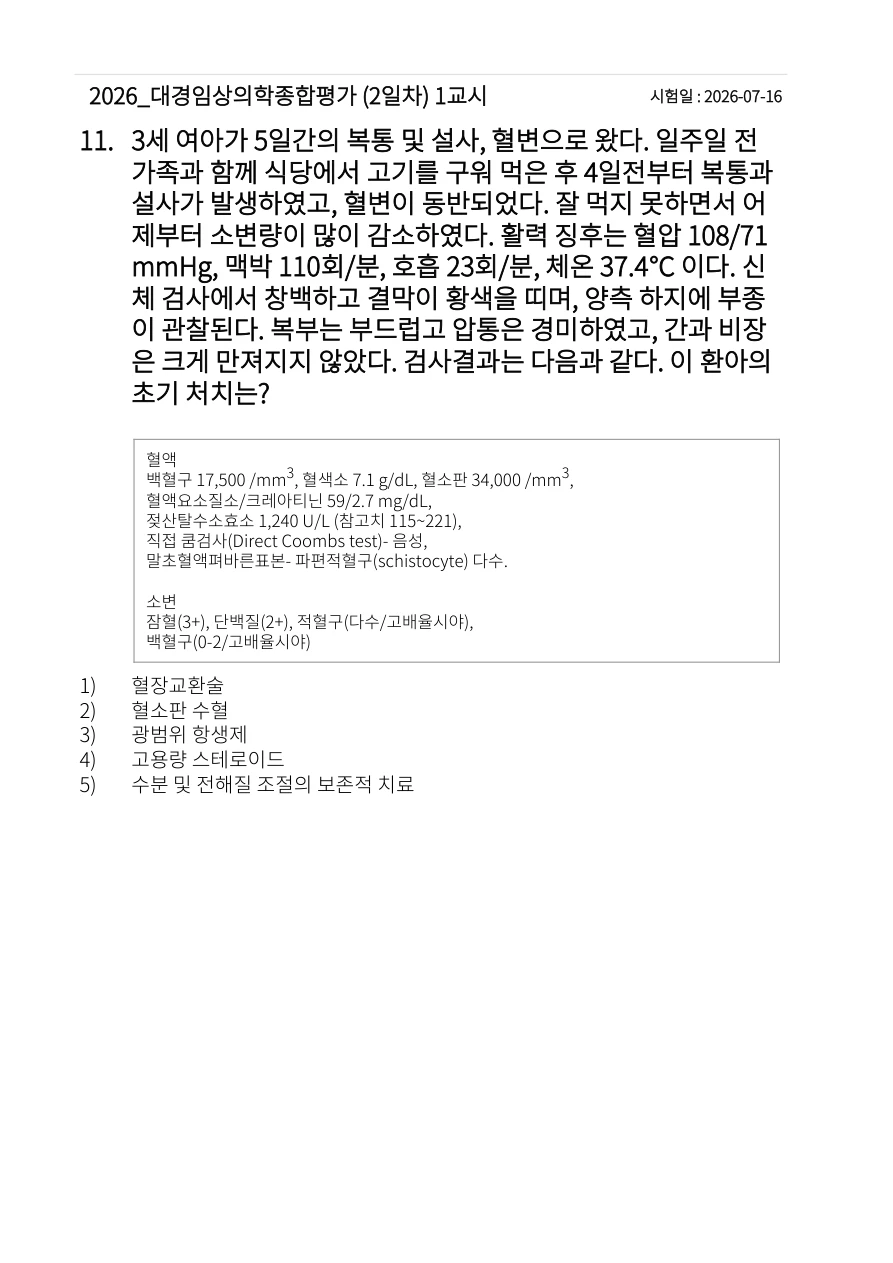 2026_대경임상의학종합평가 (2일차) 1교시
시험일 : 2026-07-16
11. 3세 여아가 5일간의 복통 및 설사, 혈변으로 왔다. 일주일 전
가족과 함께 식당에서 고기를 구워 먹은 후 4일전부터 복통과
설사가 발생하였고, 혈변이 동반되었다. 잘 먹지 못하면서 어
제부터 소변량이 많이 감소하였다. 활력 징후는 혈압 108/71
mmHg, 맥박 110회/분, 호흡 23회/분, 체온 37.4℃ 이다. 신
체 검사에서 창백하고 결막이 황색을 띠며, 양측 하지에 부종
이 관찰된다. 복부는 부드럽고 압통은 경미하였고, 간과 비장
은 크게 만져지지 않았다. 검사결과는 다음과 같다. 이 환아의
초기 처치는?
혈액
백혈구 17,500 /mm³, 혈색소 7.1 g/dL, 혈소판 34,000 /mm³,
혈액요소질소/크레아티닌 59/2.7 mg/dL,
젖산탈수소효소 1,240 U/L (참고치 115~221),
직접 쿰검사(Direct Coombs test)- 음성,
말초혈액펴바른표본- 파편적혈구(schistocyte) 다수.
소변
잠혈(3+), 단백질(2+), 적혈구(다수/고배율시야),
백혈구(0-2/고배율시야)
1) 혈장교환술
2) 혈소판 수혈
3) 광범위 항생제
4) 고용량 스테로이드
5) 수분 및 전해질 조절의 보존적 치료